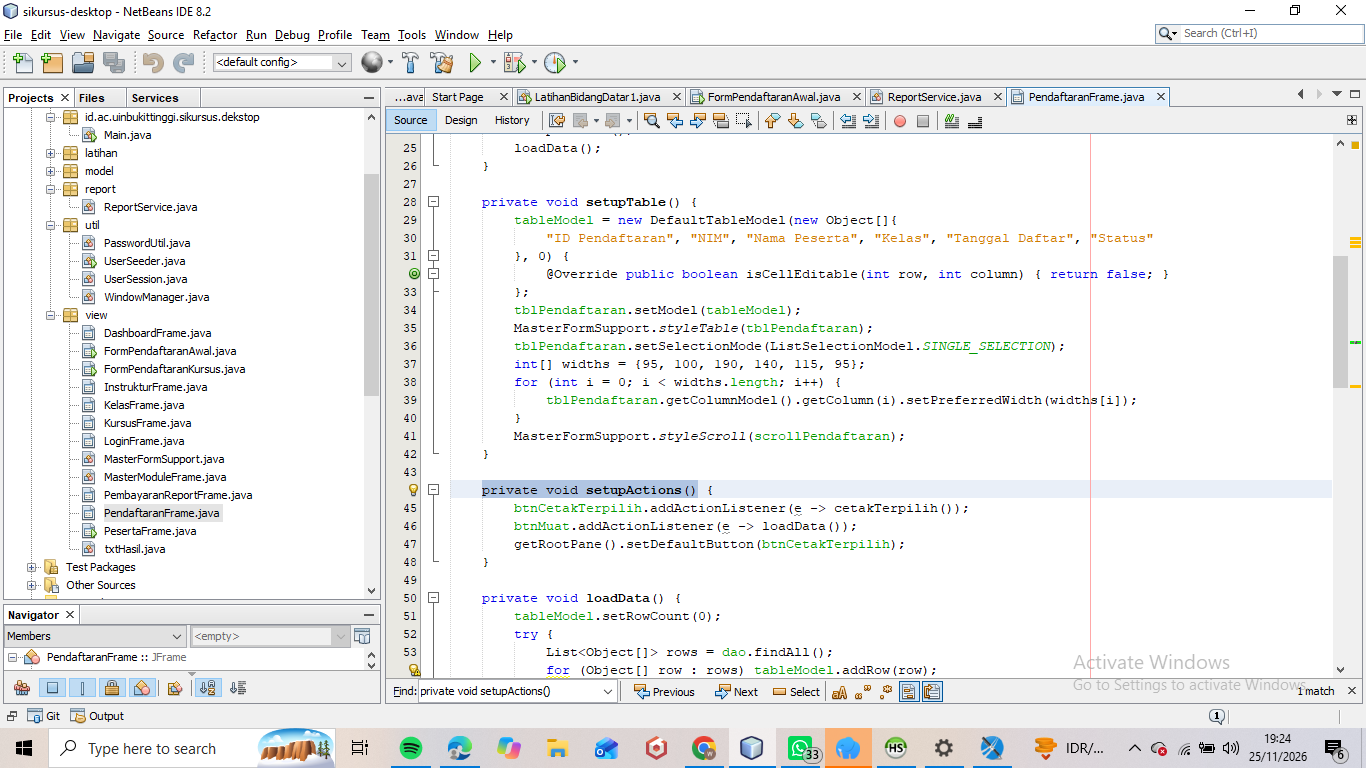 sikursus-desktop - NetBeans IDE 8.2
File Edit View Navigate Source Refactor Run Debug Profile Team Tools Window Help
Search (Ctrl+I)
<default config>
Projects Files Services
id.ac.uinbukittinggi.sikursus.dekstop
Main.java
latihan
model
report
ReportService.java
util
PasswordUtil.java
UserSeeder.java
UserSession.java
WindowManager.java
view
DashboardFrame.java
FormPendaftaranAwal.java
FormPendaftaranKursus.java
InstrukturFrame.java
KelasFrame.java
KursusFrame.java
LoginFrame.java
MasterFormSupport.java
MasterModuleFrame.java
PembayaranReportFrame.java
PendaftaranFrame.java
PesertaFrame.java
txtHasil.java
Test Packages
Other Sources
Navigator
Members <empty>
PendaftaranFrame :: JFrame
...ava Start Page LatihanBidangDatar1.java FormPendaftaranAwal.java ReportService.java PendaftaranFrame.java
Source Design History
25 loadData();
26 }
27
28 private void setupTable() {
29 tableModel = new DefaultTableModel(new Object[]{
30 "ID Pendaftaran", "NIM", "Nama Peserta", "Kelas", "Tanggal Daftar", "Status"
31 }, 0) {
@Override public boolean isCellEditable(int row, int column) { return false; }
33 };
34 tblPendaftaran.setModel(tableModel);
35 MasterFormSupport.styleTable(tblPendaftaran);
36 tblPendaftaran.setSelectionMode(ListSelectionModel.SINGLE_SELECTION);
37 int[] widths = {95, 100, 190, 140, 115, 95};
38 for (int i = 0; i < widths.length; i++) {
39 tblPendaftaran.getColumnModel().getColumn(i).setPreferredWidth(widths[i]);
40 }
41 MasterFormSupport.styleScroll(scrollPendaftaran);
42 }
43
private void setupActions() {
45 btnCetakTerpilih.addActionListener(e -> cetakTerpilih());
46 btnMuat.addActionListener(e -> loadData());
47 getRootPane().setDefaultButton(btnCetakTerpilih);
48 }
49
50 private void loadData() {
51 tableModel.setRowCount(0);
52 try {
53 List<Object[]> rows = dao.findAll();
for (Object[] row : rows) tableModel.addRow(row);
Activate Windows
Go to Settings to activate Windows.
Find: private void setupActions() Previous Next Select 1 match
Git Output
1
Type here to search
33
HS
IDR/...
19:24
25/11/2026
6